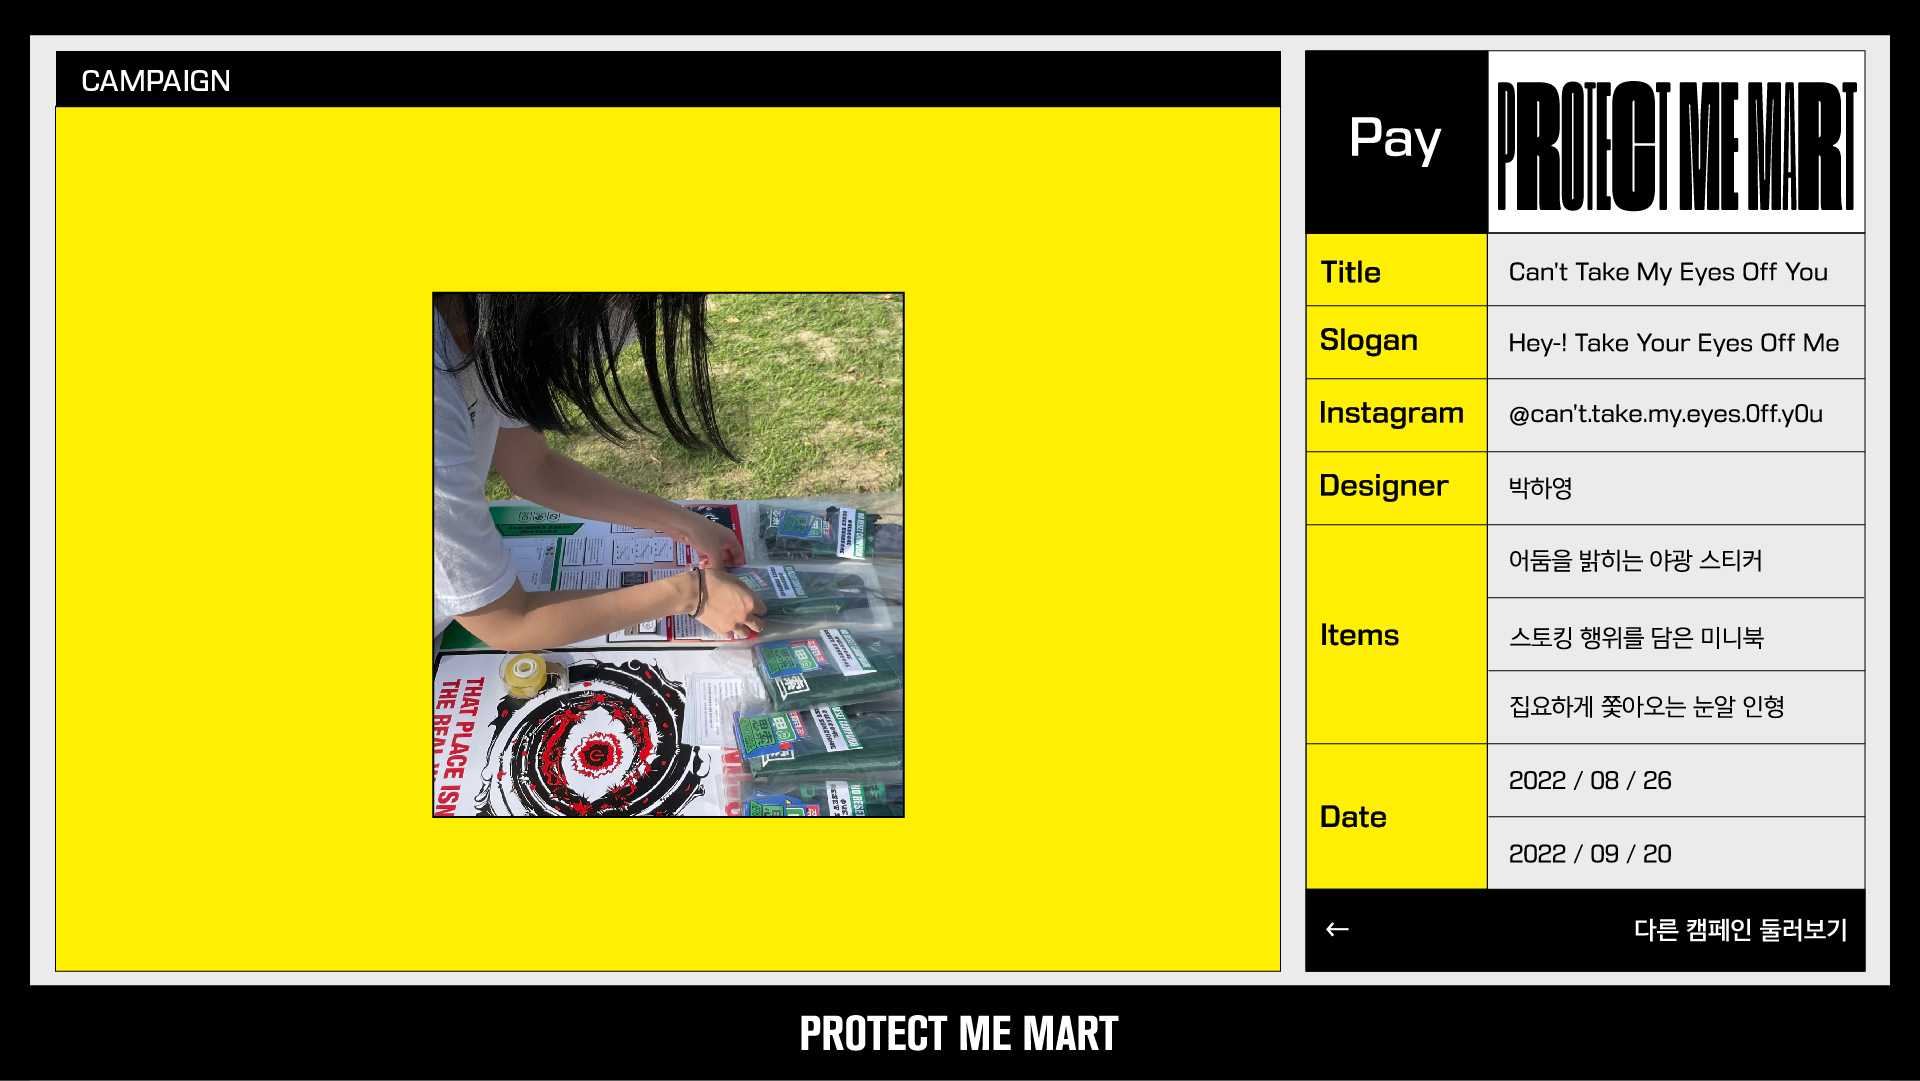 CAMPAIGN
THAT PLACE ISN
THE REAL
Pay
PROTECT ME MART
Title
Can't Take My Eyes Off You
Slogan
Hey-! Take Your Eyes Off Me
Instagram
@can't.take.my.eyes.0ff.y0u
Designer
박하영
Items
어둠을 밝히는 야광 스티커
스토킹 행위를 담은 미니북
집요하게 쫓아오는 눈알 인형
Date
2022 / 08 / 26
2022 / 09 / 20
← 다른 캠페인 둘러보기
PROTECT ME MART